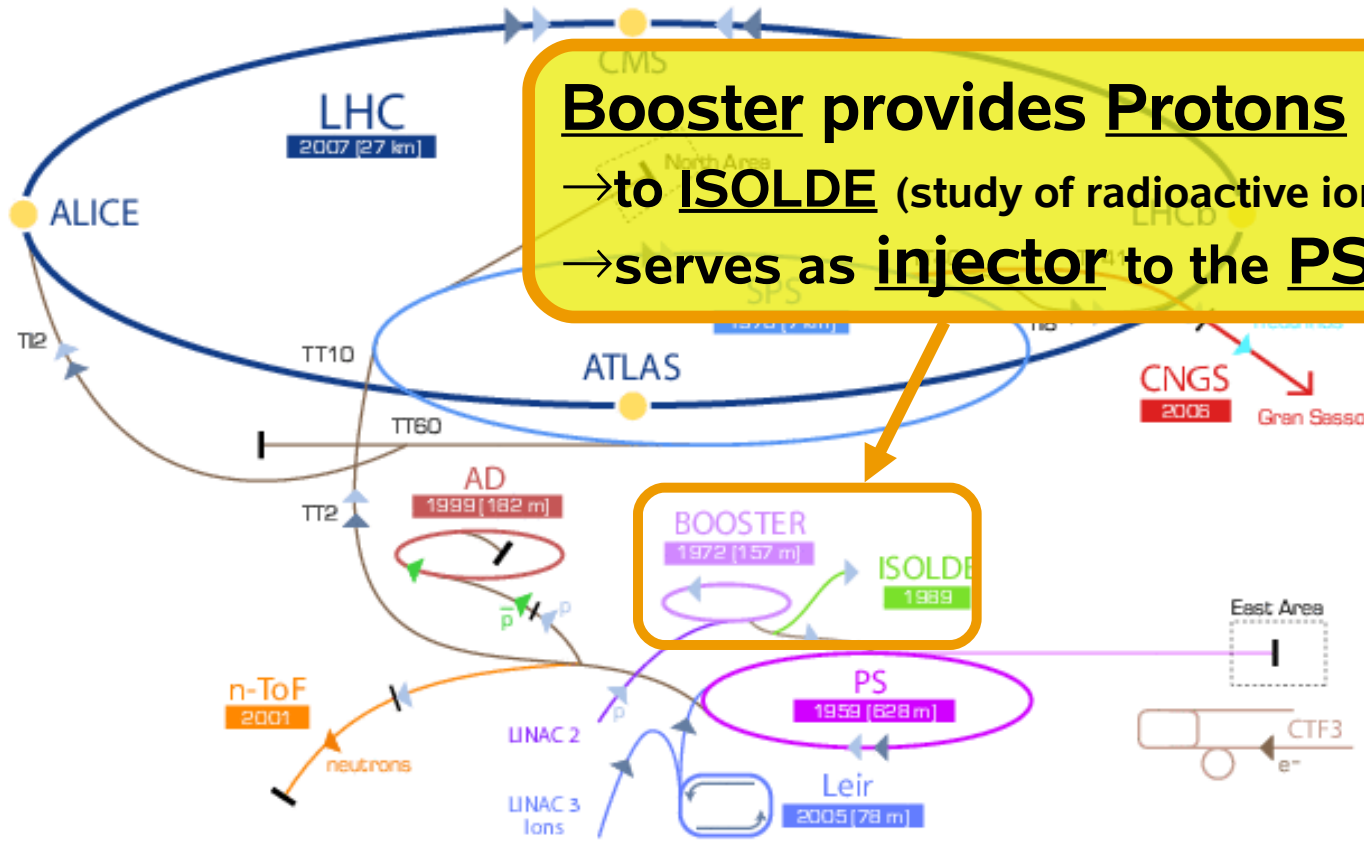 CMS
LHC
2007 [27 km]
Booster provides Protons
North Area
→to ISOLDE (study of radioactive ion
ALICE
LHCb
→serves as injector to the PS
SPS
TI2
TT10
TI8
ATLAS
CNGS
2006
Gran Sasso
TT60
AD
1999 [182 m]
TT2
BOOSTER
1972 [157 m]
ISOLDE
1989
p
p̅
East Area
n-ToF
2001
PS
1959 [628 m]
p
LINAC 2
neutrons
CTF3
e-
Leir
2005 [78 m]
LINAC 3
Ions